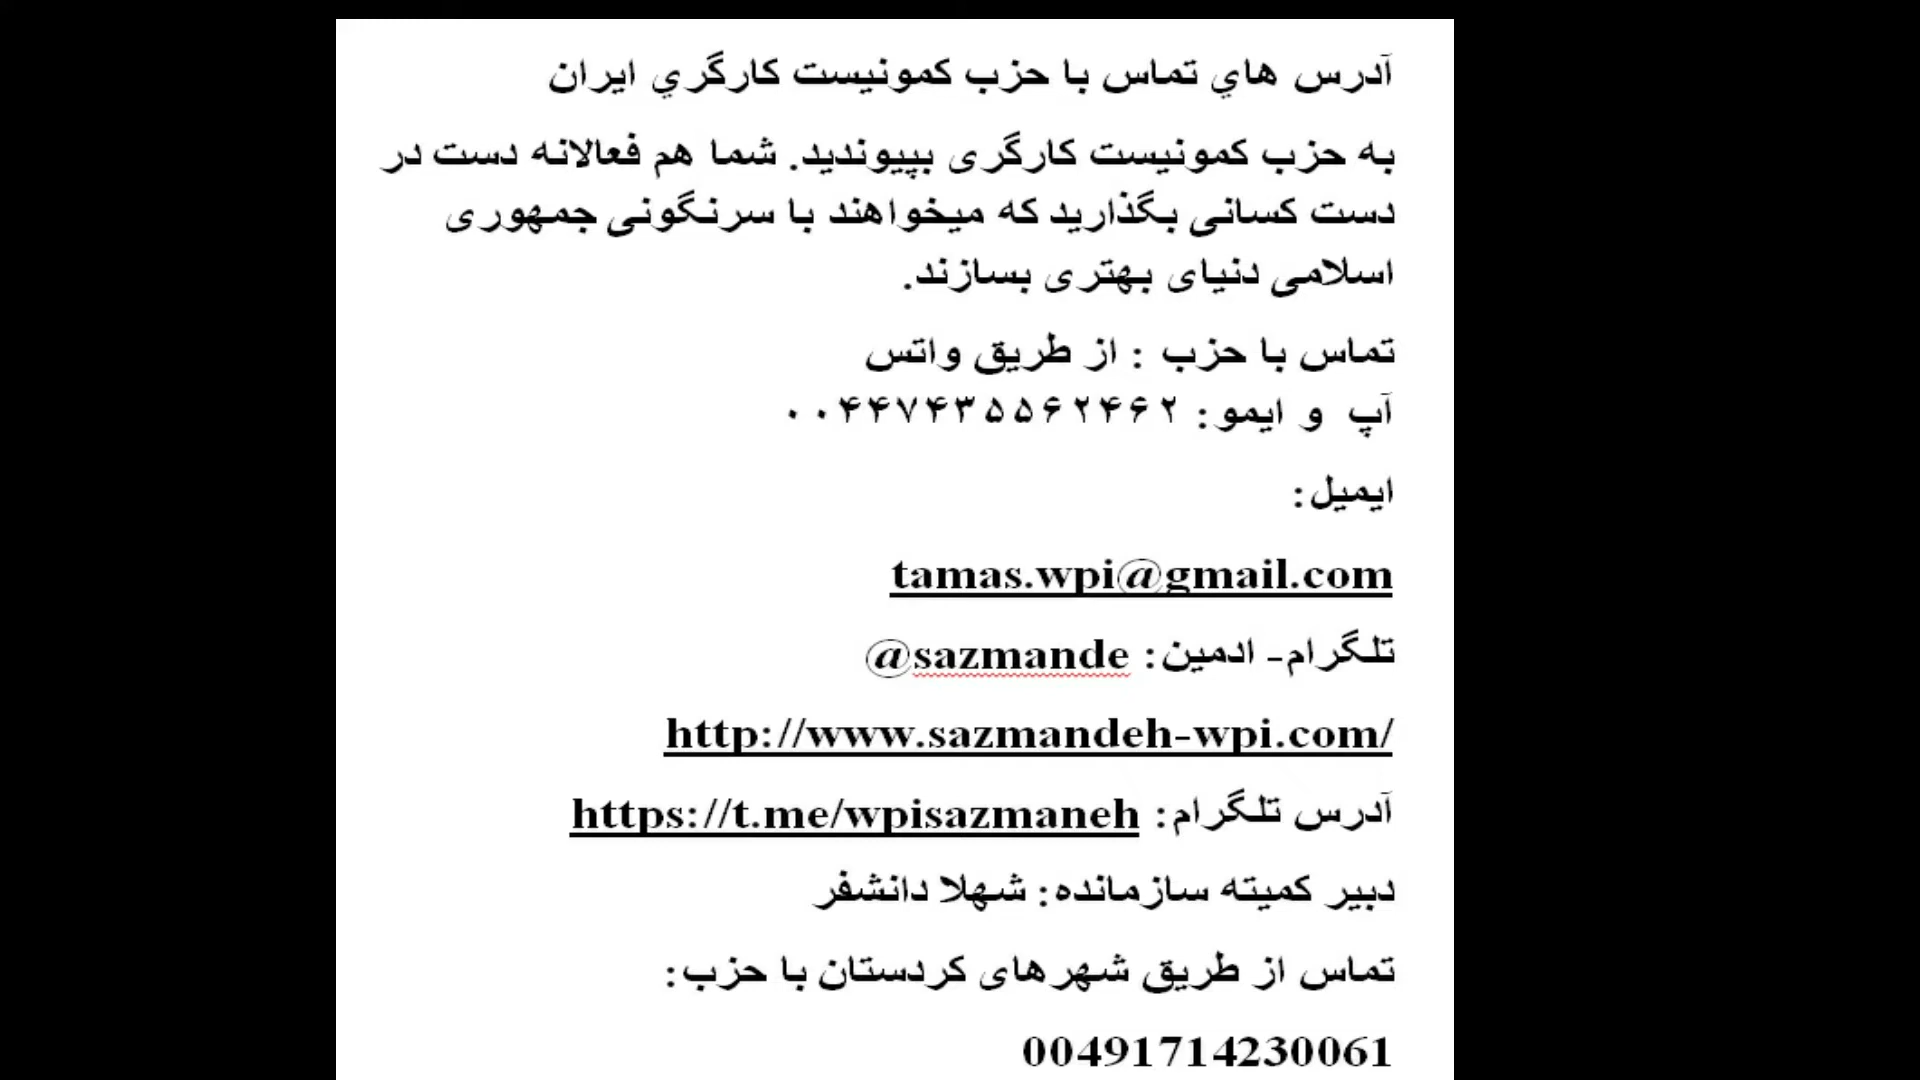 آدرس هاي تماس با حزب کمونيست کارگري ايران
به حزب کمونیست کارگری بپیوندید. شما هم فعالانه دست در
دست کسانی بگذارید که میخواهند با سرنگونی جمهوری
اسلامی دنیای بهتری بسازند.
تماس با حزب : از طریق واتس
آپ و ایمو: ۰۰۴۴۷۴۳۵۵۶۲۴۶۲
ایمیل:
tamas.wpi@gmail.com
تلگرام- ادمین: @sazmande
http://www.sazmandeh-wpi.com/
آدرس تلگرام: https://t.me/wpisazmaneh
دبیر کمیته سازمانده: شهلا دانشفر
تماس از طریق شهرهای کردستان با حزب:
00491714230061